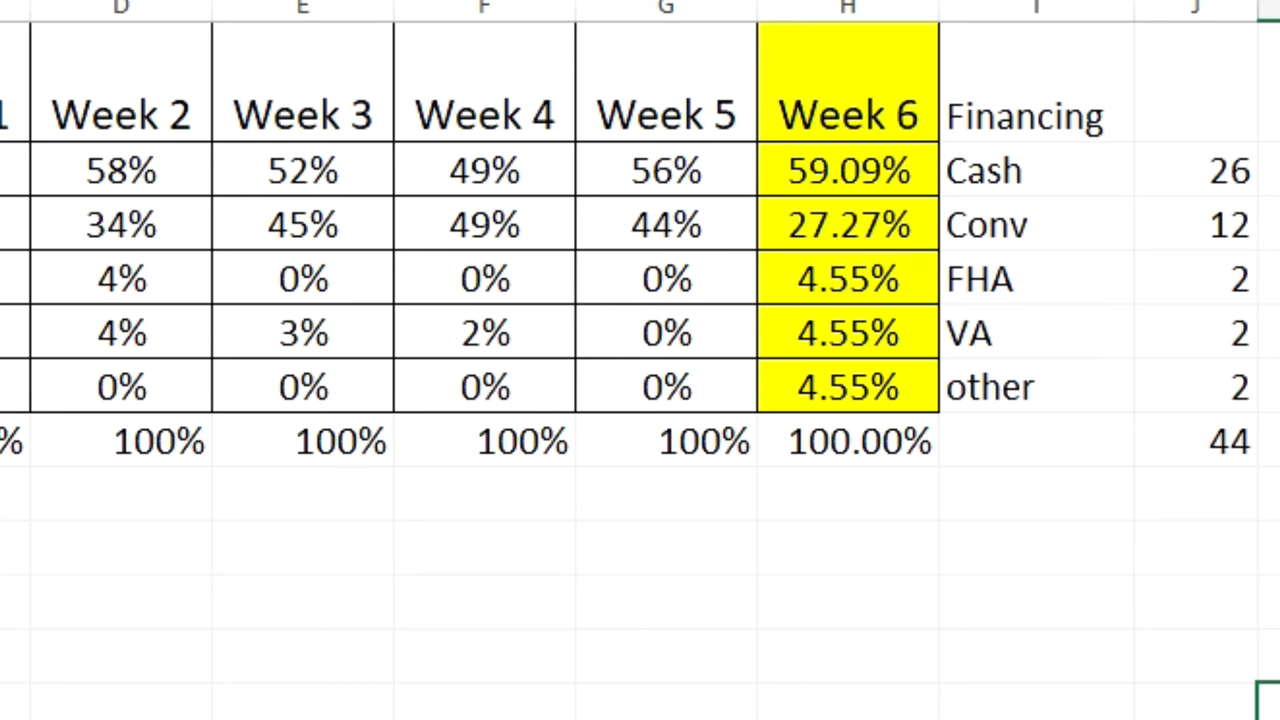 D E F G H I J
1 Week 2 Week 3 Week 4 Week 5 Week 6 Financing
58% 52% 49% 56% 59.09% Cash 26
34% 45% 49% 44% 27.27% Conv 12
4% 0% 0% 0% 4.55% FHA 2
4% 3% 2% 0% 4.55% VA 2
0% 0% 0% 0% 4.55% other 2
% 100% 100% 100% 100% 100.00% 44